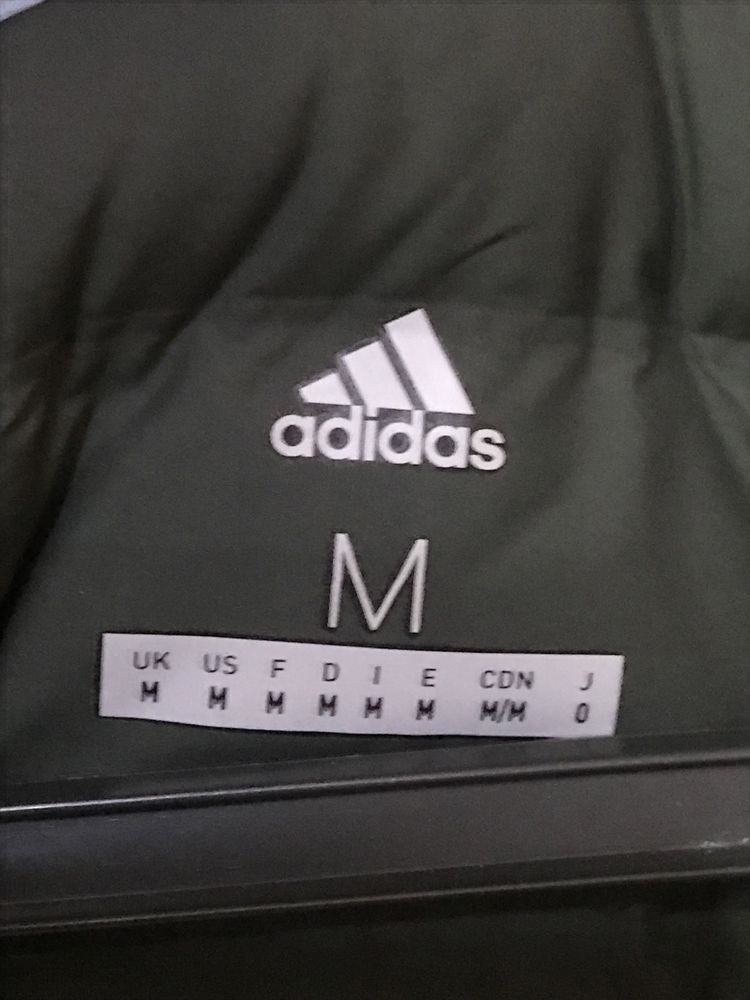 adidas
M
UK US F D I E CDN J
M M M M M M M/M O